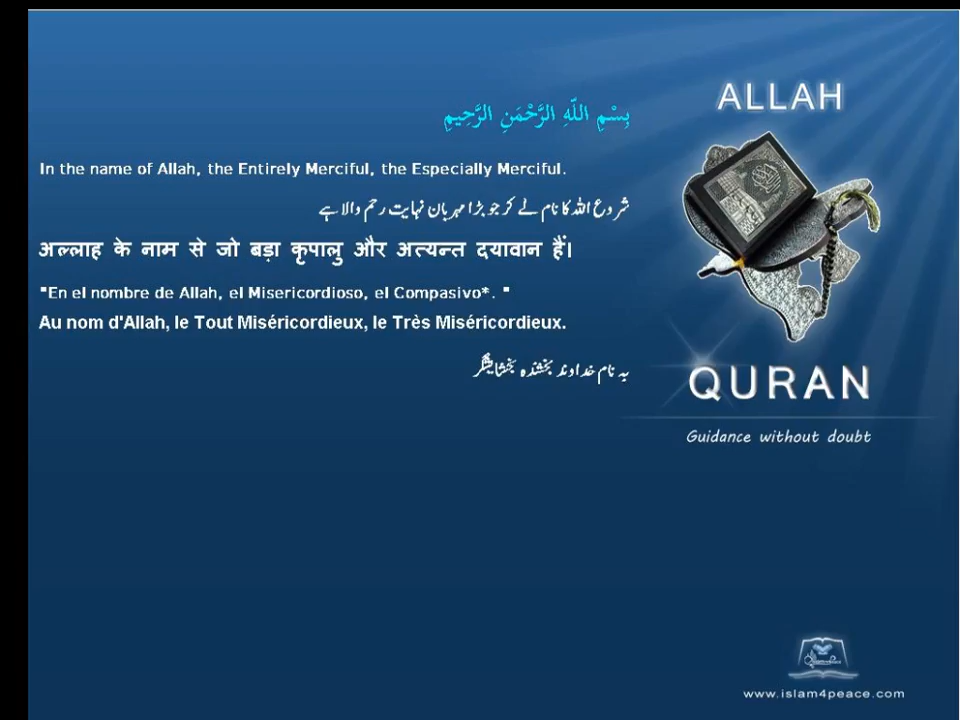 بِسْمِ اللَّهِ الرَّحْمَنِ الرَّحِيمِ
In the name of Allah, the Entirely Merciful, the Especially Merciful.
شروع الله کا نام لے کر جو بڑا مہربان نہایت رحم والا ہے
अल्लाह के नाम से जो बड़ा कृपालु और अत्यन्त दयावान हैं।
"En el nombre de Allah, el Misericordioso, el Compasivo*. "
Au nom d'Allah, le Tout Miséricordieux, le Très Miséricordieux.
به نام خداوند بخشنده بخشایشگر
ALLAH
QURAN
Guidance without doubt
www.islam4peace.com